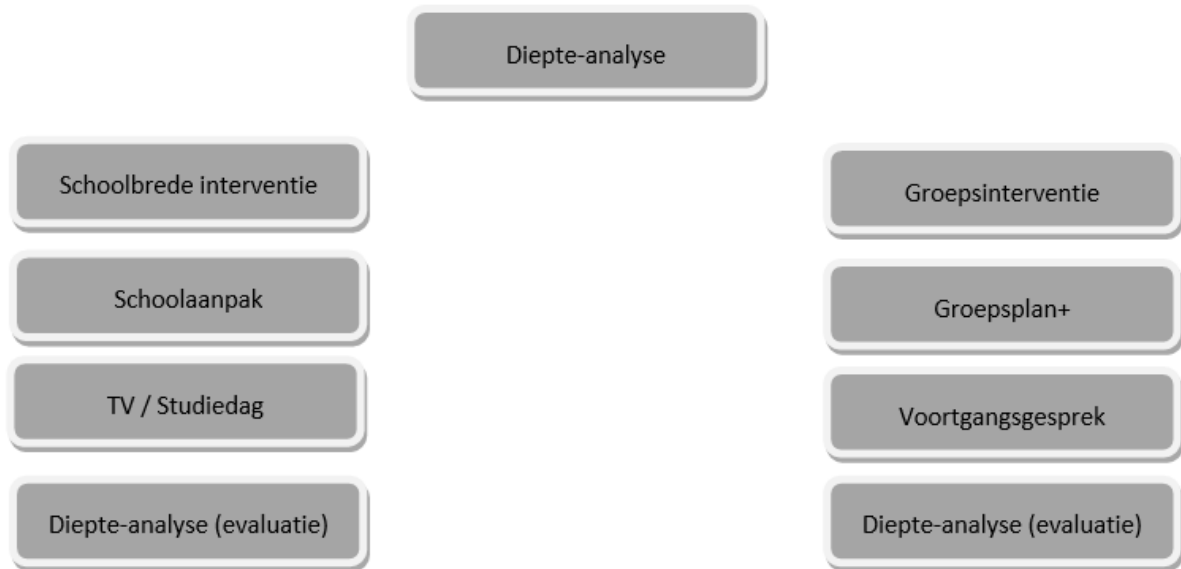 Diepte-analyse
Schoolbrede interventie
Schoolaanpak
TV / Studiedag
Diepte-analyse (evaluatie)
Groepsinterventie
Groepsplan+
Voortgangsgesprek
Diepte-analyse (evaluatie)